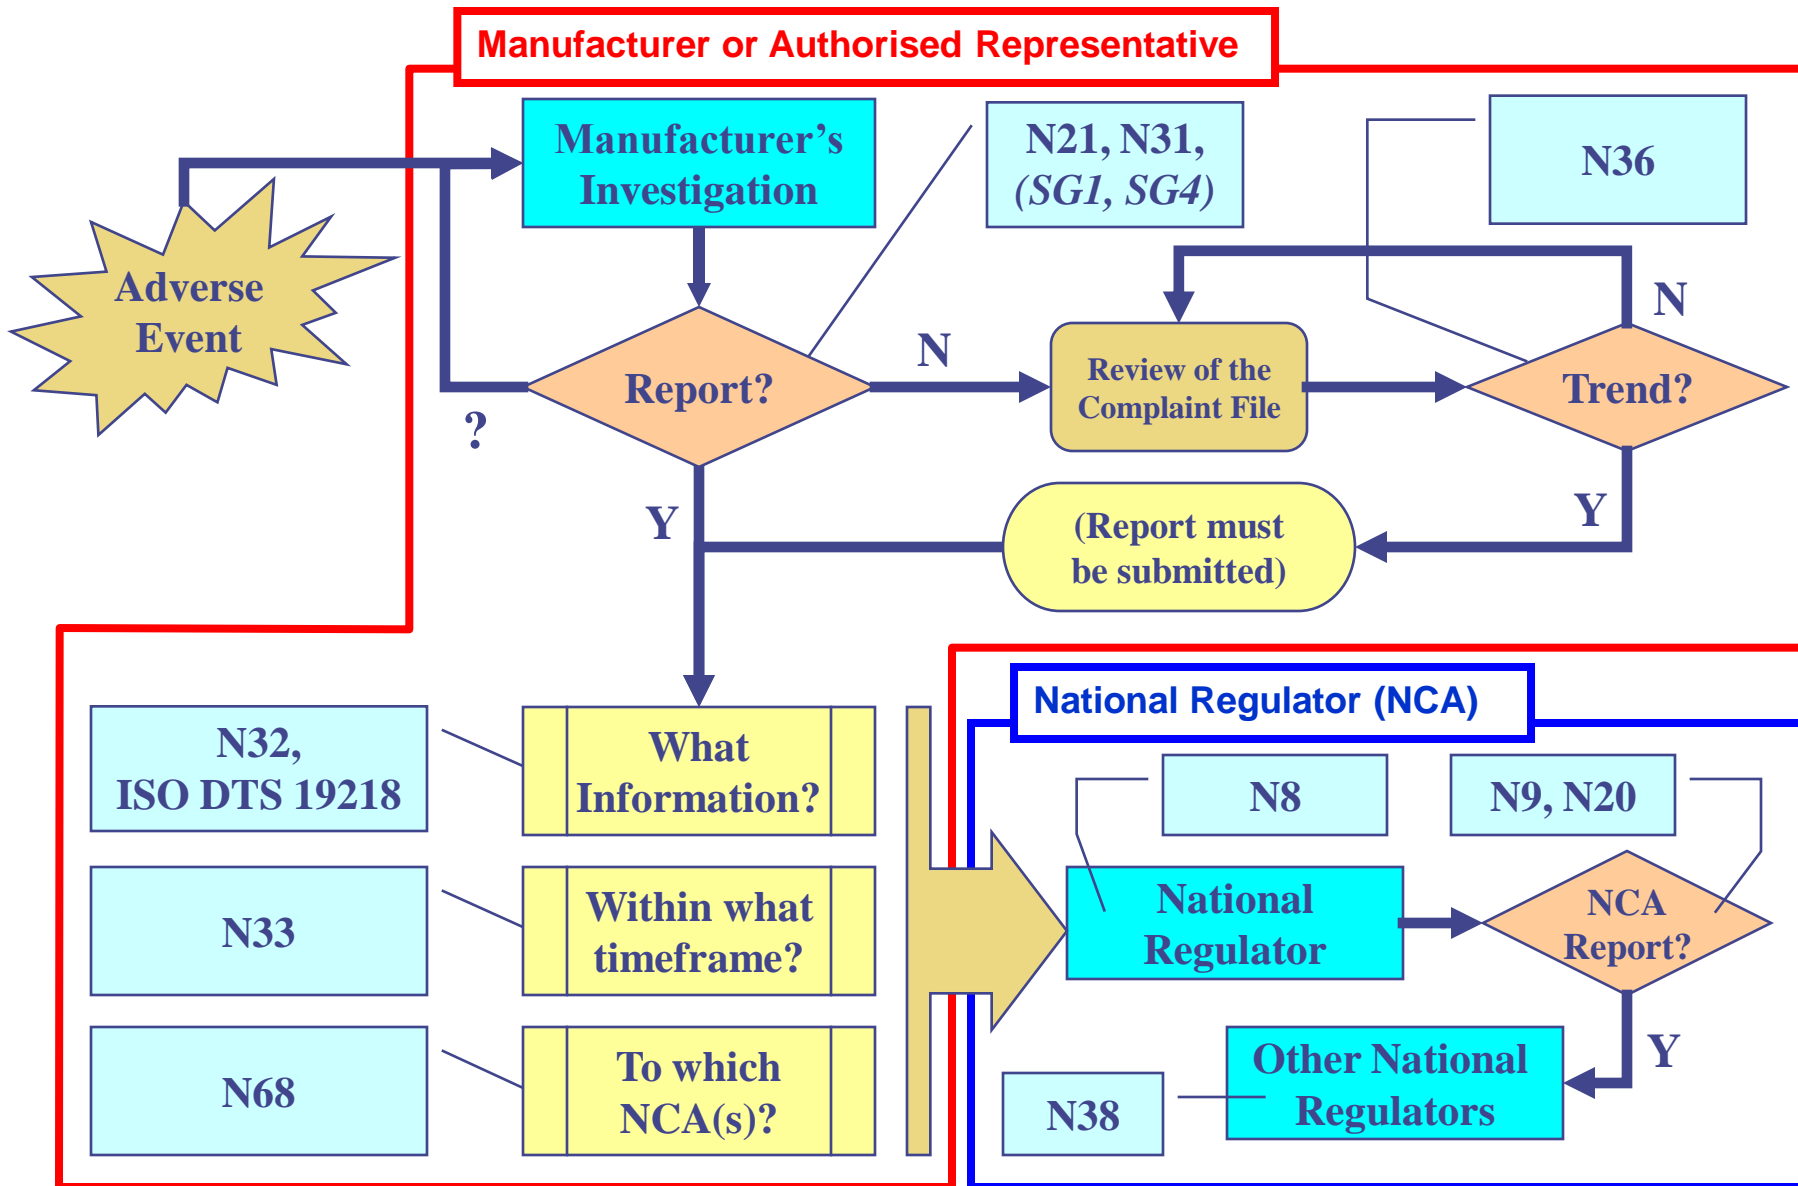 Manufacturer or Authorised Representative
Manufacturer’s
Investigation
N21, N31,
(SG1, SG4)
N36
Adverse
Event
Report?
?
N
Review of the
Complaint File
Trend?
N
Y
Y
(Report must
be submitted)
N32,
ISO DTS 19218
What
Information?
N33
Within what
timeframe?
N68
To which
NCA(s)?
National Regulator (NCA)
N8
N9, N20
National
Regulator
NCA
Report?
Y
Other National
Regulators
N38